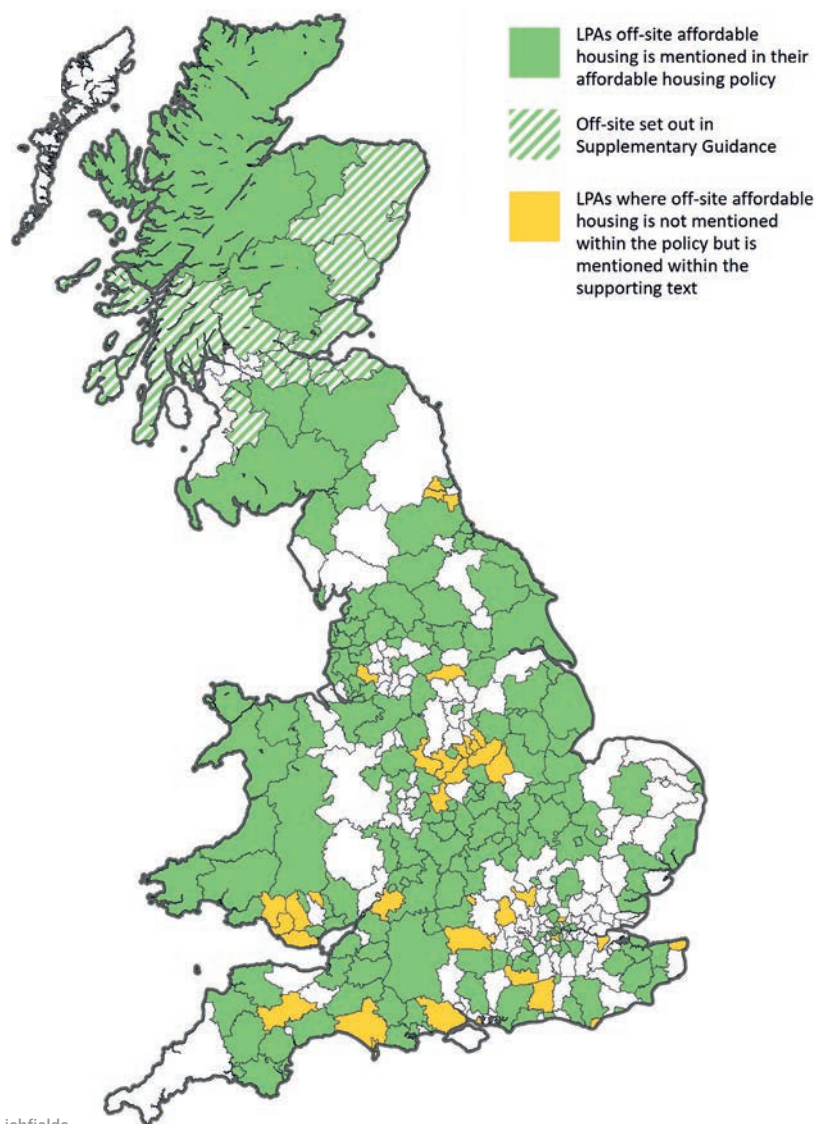 LPAs off-site affordable
housing is mentioned in their
affordable housing policy
Off-site set out in
Supplementary Guidance
LPAs where off-site affordable
housing is not mentioned
within the policy but is
mentioned within the
supporting text